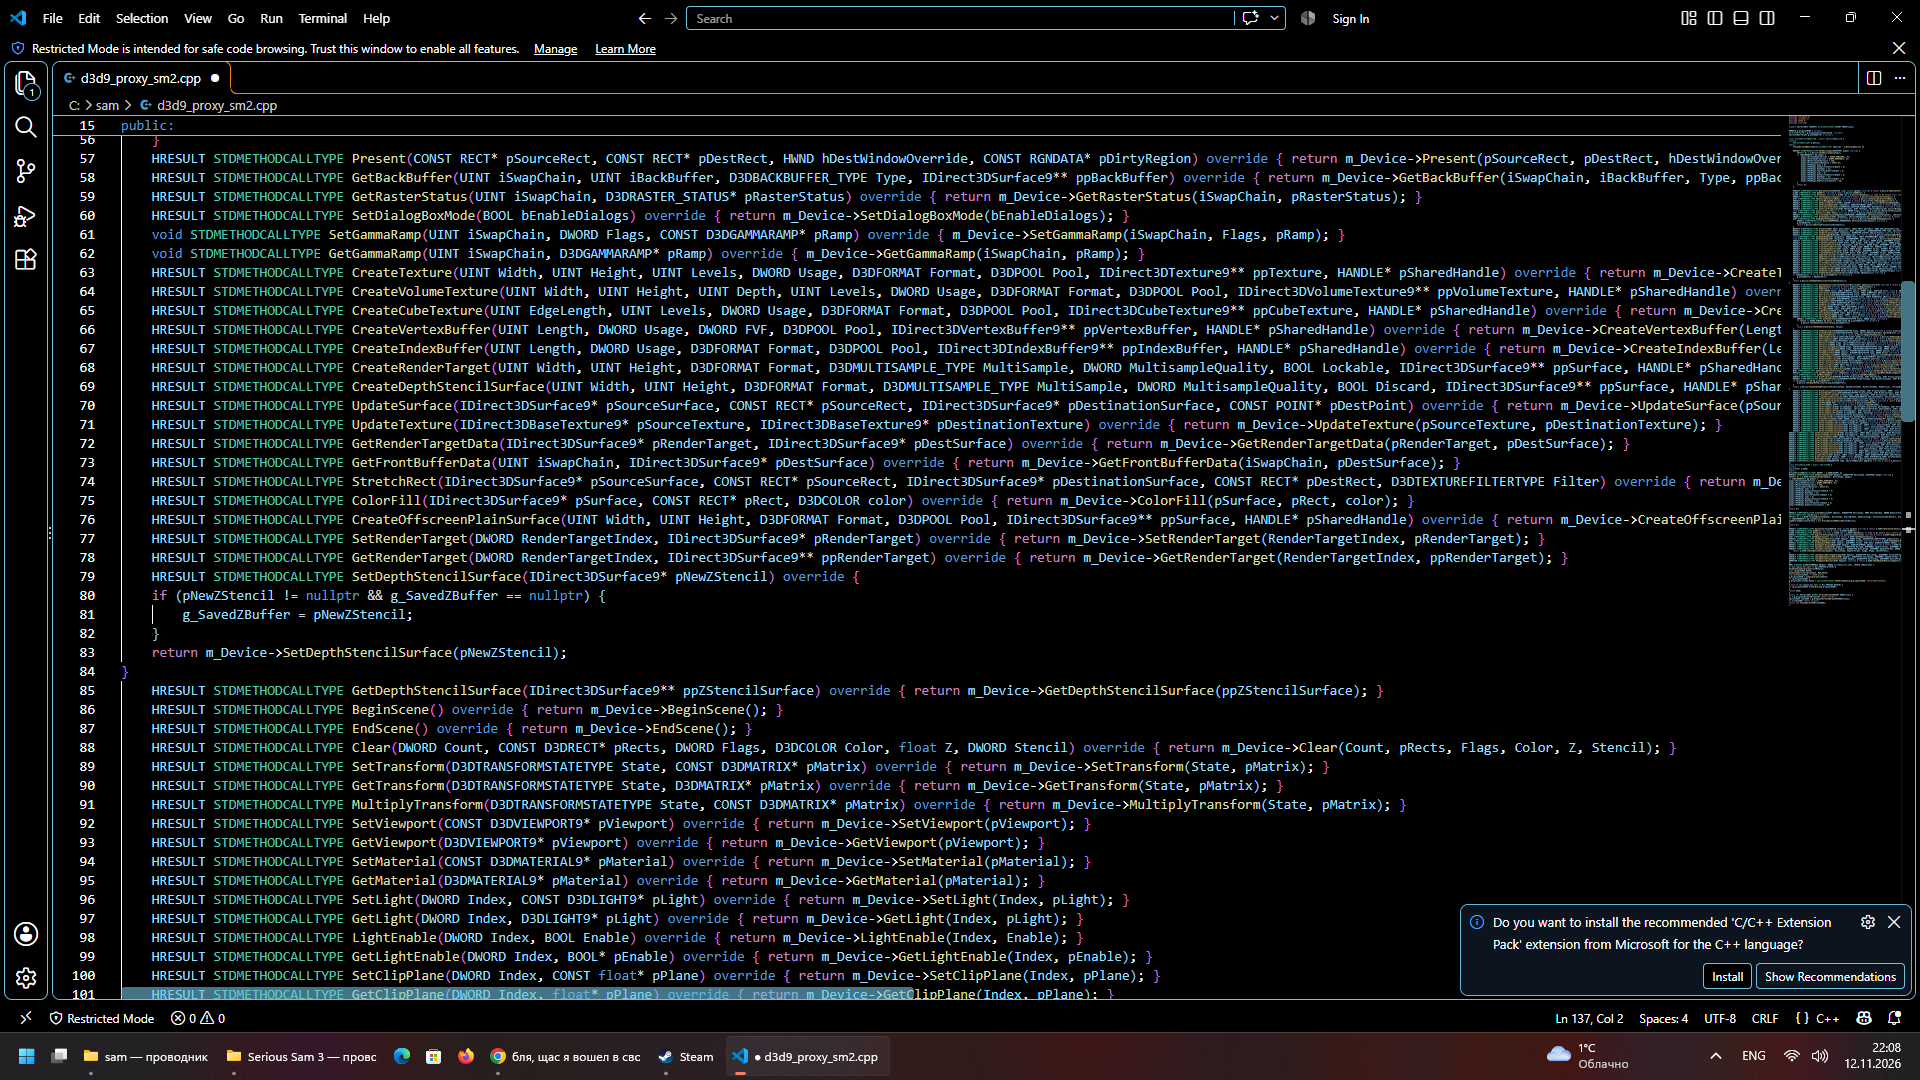 File Edit Selection View Go Run Terminal Help Search Sign In
Restricted Mode is intended for safe code browsing. Trust this window to enable all features. Manage Learn More
d3d9_proxy_sm2.cpp
C: > sam > d3d9_proxy_sm2.cpp
15 public:
56 }
57 HRESULT STDMETHODCALLTYPE Present(CONST RECT* pSourceRect, CONST RECT* pDestRect, HWND hDestWindowOverride, CONST RGNDATA* pDirtyRegion) override { return m_Device->Present(pSourceRect, pDestRect, hDestWindowOver
58 HRESULT STDMETHODCALLTYPE GetBackBuffer(UINT iSwapChain, UINT iBackBuffer, D3DBACKBUFFER_TYPE Type, IDirect3DSurface9** ppBackBuffer) override { return m_Device->GetBackBuffer(iSwapChain, iBackBuffer, Type, ppBac
59 HRESULT STDMETHODCALLTYPE GetRasterStatus(UINT iSwapChain, D3DRASTER_STATUS* pRasterStatus) override { return m_Device->GetRasterStatus(iSwapChain, pRasterStatus); }
60 HRESULT STDMETHODCALLTYPE SetDialogBoxMode(BOOL bEnableDialogs) override { return m_Device->SetDialogBoxMode(bEnableDialogs); }
61 void STDMETHODCALLTYPE SetGammaRamp(UINT iSwapChain, DWORD Flags, CONST D3DGAMMARAMP* pRamp) override { m_Device->SetGammaRamp(iSwapChain, Flags, pRamp); }
62 void STDMETHODCALLTYPE GetGammaRamp(UINT iSwapChain, D3DGAMMARAMP* pRamp) override { m_Device->GetGammaRamp(iSwapChain, pRamp); }
63 HRESULT STDMETHODCALLTYPE CreateTexture(UINT Width, UINT Height, UINT Levels, DWORD Usage, D3DFORMAT Format, D3DPOOL Pool, IDirect3DTexture9** ppTexture, HANDLE* pSharedHandle) override { return m_Device->CreateT
64 HRESULT STDMETHODCALLTYPE CreateVolumeTexture(UINT Width, UINT Height, UINT Depth, UINT Levels, DWORD Usage, D3DFORMAT Format, D3DPOOL Pool, IDirect3DVolumeTexture9** ppVolumeTexture, HANDLE* pSharedHandle) overr
65 HRESULT STDMETHODCALLTYPE CreateCubeTexture(UINT EdgeLength, UINT Levels, DWORD Usage, D3DFORMAT Format, D3DPOOL Pool, IDirect3DCubeTexture9** ppCubeTexture, HANDLE* pSharedHandle) override { return m_Device->Cre
66 HRESULT STDMETHODCALLTYPE CreateVertexBuffer(UINT Length, DWORD Usage, DWORD FVF, D3DPOOL Pool, IDirect3DVertexBuffer9** ppVertexBuffer, HANDLE* pSharedHandle) override { return m_Device->CreateVertexBuffer(Lengt
67 HRESULT STDMETHODCALLTYPE CreateIndexBuffer(UINT Length, DWORD Usage, D3DFORMAT Format, D3DPOOL Pool, IDirect3DIndexBuffer9** ppIndexBuffer, HANDLE* pSharedHandle) override { return m_Device->CreateIndexBuffer(Le
68 HRESULT STDMETHODCALLTYPE CreateRenderTarget(UINT Width, UINT Height, D3DFORMAT Format, D3DMULTISAMPLE_TYPE MultiSample, DWORD MultisampleQuality, BOOL Lockable, IDirect3DSurface9** ppSurface, HANDLE* pSharedHand
69 HRESULT STDMETHODCALLTYPE CreateDepthStencilSurface(UINT Width, UINT Height, D3DFORMAT Format, D3DMULTISAMPLE_TYPE MultiSample, DWORD MultisampleQuality, BOOL Discard, IDirect3DSurface9** ppSurface, HANDLE* pShar
70 HRESULT STDMETHODCALLTYPE UpdateSurface(IDirect3DSurface9* pSourceSurface, CONST RECT* pSourceRect, IDirect3DSurface9* pDestinationSurface, CONST POINT* pDestPoint) override { return m_Device->UpdateSurface(pSour
71 HRESULT STDMETHODCALLTYPE UpdateTexture(IDirect3DBaseTexture9* pSourceTexture, IDirect3DBaseTexture9* pDestinationTexture) override { return m_Device->UpdateTexture(pSourceTexture, pDestinationTexture); }
72 HRESULT STDMETHODCALLTYPE GetRenderTargetData(IDirect3DSurface9* pRenderTarget, IDirect3DSurface9* pDestSurface) override { return m_Device->GetRenderTargetData(pRenderTarget, pDestSurface); }
73 HRESULT STDMETHODCALLTYPE GetFrontBufferData(UINT iSwapChain, IDirect3DSurface9* pDestSurface) override { return m_Device->GetFrontBufferData(iSwapChain, pDestSurface); }
74 HRESULT STDMETHODCALLTYPE StretchRect(IDirect3DSurface9* pSourceSurface, CONST RECT* pSourceRect, IDirect3DSurface9* pDestinationSurface, CONST RECT* pDestRect, D3DTEXTUREFILTERTYPE Filter) override { return m_De
75 HRESULT STDMETHODCALLTYPE ColorFill(IDirect3DSurface9* pSurface, CONST RECT* pRect, D3DCOLOR color) override { return m_Device->ColorFill(pSurface, pRect, color); }
76 HRESULT STDMETHODCALLTYPE CreateOffscreenPlainSurface(UINT Width, UINT Height, D3DFORMAT Format, D3DPOOL Pool, IDirect3DSurface9** ppSurface, HANDLE* pSharedHandle) override { return m_Device->CreateOffscreenPlai
77 HRESULT STDMETHODCALLTYPE SetRenderTarget(DWORD RenderTargetIndex, IDirect3DSurface9* pRenderTarget) override { return m_Device->SetRenderTarget(RenderTargetIndex, pRenderTarget); }
78 HRESULT STDMETHODCALLTYPE GetRenderTarget(DWORD RenderTargetIndex, IDirect3DSurface9** ppRenderTarget) override { return m_Device->GetRenderTarget(RenderTargetIndex, ppRenderTarget); }
79 HRESULT STDMETHODCALLTYPE SetDepthStencilSurface(IDirect3DSurface9* pNewZStencil) override {
80 if (pNewZStencil != nullptr && g_SavedZBuffer == nullptr) {
81 g_SavedZBuffer = pNewZStencil;
82 }
83 return m_Device->SetDepthStencilSurface(pNewZStencil);
84 }
85 HRESULT STDMETHODCALLTYPE GetDepthStencilSurface(IDirect3DSurface9** ppZStencilSurface) override { return m_Device->GetDepthStencilSurface(ppZStencilSurface); }
86 HRESULT STDMETHODCALLTYPE BeginScene() override { return m_Device->BeginScene(); }
87 HRESULT STDMETHODCALLTYPE EndScene() override { return m_Device->EndScene(); }
88 HRESULT STDMETHODCALLTYPE Clear(DWORD Count, CONST D3DRECT* pRects, DWORD Flags, D3DCOLOR Color, float Z, DWORD Stencil) override { return m_Device->Clear(Count, pRects, Flags, Color, Z, Stencil); }
89 HRESULT STDMETHODCALLTYPE SetTransform(D3DTRANSFORMSTATETYPE State, CONST D3DMATRIX* pMatrix) override { return m_Device->SetTransform(State, pMatrix); }
90 HRESULT STDMETHODCALLTYPE GetTransform(D3DTRANSFORMSTATETYPE State, D3DMATRIX* pMatrix) override { return m_Device->GetTransform(State, pMatrix); }
91 HRESULT STDMETHODCALLTYPE MultiplyTransform(D3DTRANSFORMSTATETYPE State, CONST D3DMATRIX* pMatrix) override { return m_Device->MultiplyTransform(State, pMatrix); }
92 HRESULT STDMETHODCALLTYPE SetViewport(CONST D3DVIEWPORT9* pViewport) override { return m_Device->SetViewport(pViewport); }
93 HRESULT STDMETHODCALLTYPE GetViewport(D3DVIEWPORT9* pViewport) override { return m_Device->GetViewport(pViewport); }
94 HRESULT STDMETHODCALLTYPE SetMaterial(CONST D3DMATERIAL9* pMaterial) override { return m_Device->SetMaterial(pMaterial); }
95 HRESULT STDMETHODCALLTYPE GetMaterial(D3DMATERIAL9* pMaterial) override { return m_Device->GetMaterial(pMaterial); }
96 HRESULT STDMETHODCALLTYPE SetLight(DWORD Index, CONST D3DLIGHT9* pLight) override { return m_Device->SetLight(Index, pLight); }
97 HRESULT STDMETHODCALLTYPE GetLight(DWORD Index, D3DLIGHT9* pLight) override { return m_Device->GetLight(Index, pLight); }
98 HRESULT STDMETHODCALLTYPE LightEnable(DWORD Index, BOOL Enable) override { return m_Device->LightEnable(Index, Enable); }
99 HRESULT STDMETHODCALLTYPE GetLightEnable(DWORD Index, BOOL* pEnable) override { return m_Device->GetLightEnable(Index, pEnable); }
100 HRESULT STDMETHODCALLTYPE SetClipPlane(DWORD Index, CONST float* pPlane) override { return m_Device->SetClipPlane(Index, pPlane); }
101 HRESULT STDMETHODCALLTYPE GetClipPlane(DWORD Index, float* pPlane) override { return m_Device->GetClipPlane(Index, pPlane); }
1
Do you want to install the recommended 'C/C++ Extension
Pack' extension from Microsoft for the C++ language?
Install Show Recommendations
Restricted Mode 0 0 Ln 137, Col 2 Spaces: 4 UTF-8 CRLF {} C++
sam — проводник Serious Sam 3 — провс бля, щас я вошел в свс Steam ● d3d9_proxy_sm2.cpp
1°C
Облачно
ENG
22:08
12.11.2026